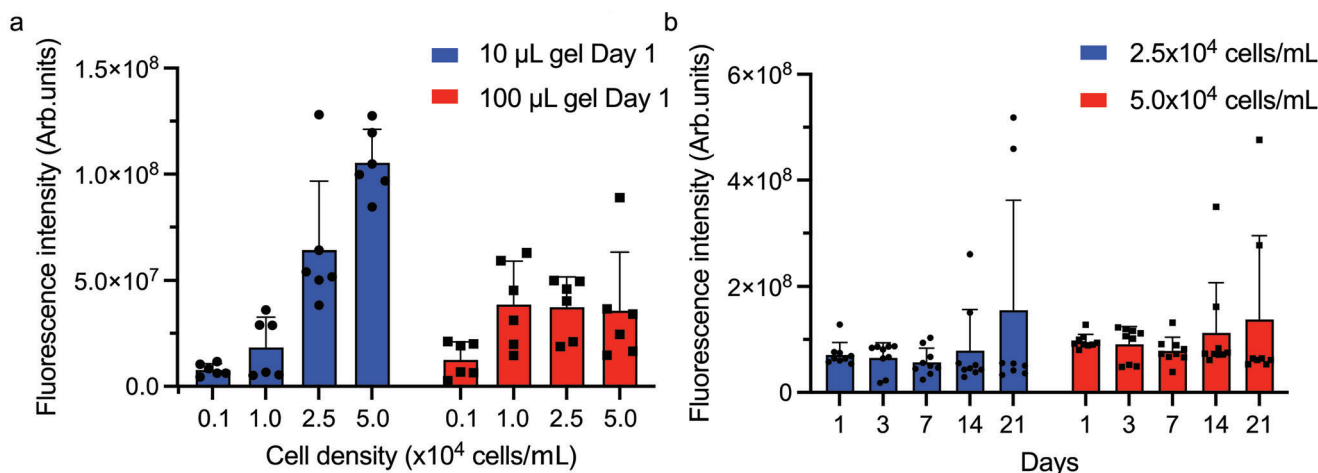 a
Fluorescence intensity (Arb.units)
1.5×10⁸
1.0×10⁸
5.0×10⁷
0.0
10 µL gel Day 1
100 µL gel Day 1
0.1 1.0 2.5 5.0 0.1 1.0 2.5 5.0
Cell density (x10⁴ cells/mL)
b
Fluorescence intensity (Arb.units)
6×10⁸
4×10⁸
2×10⁸
0
2.5x10⁴ cells/mL
5.0x10⁴ cells/mL
1 3 7 14 21 1 3 7 14 21
Days